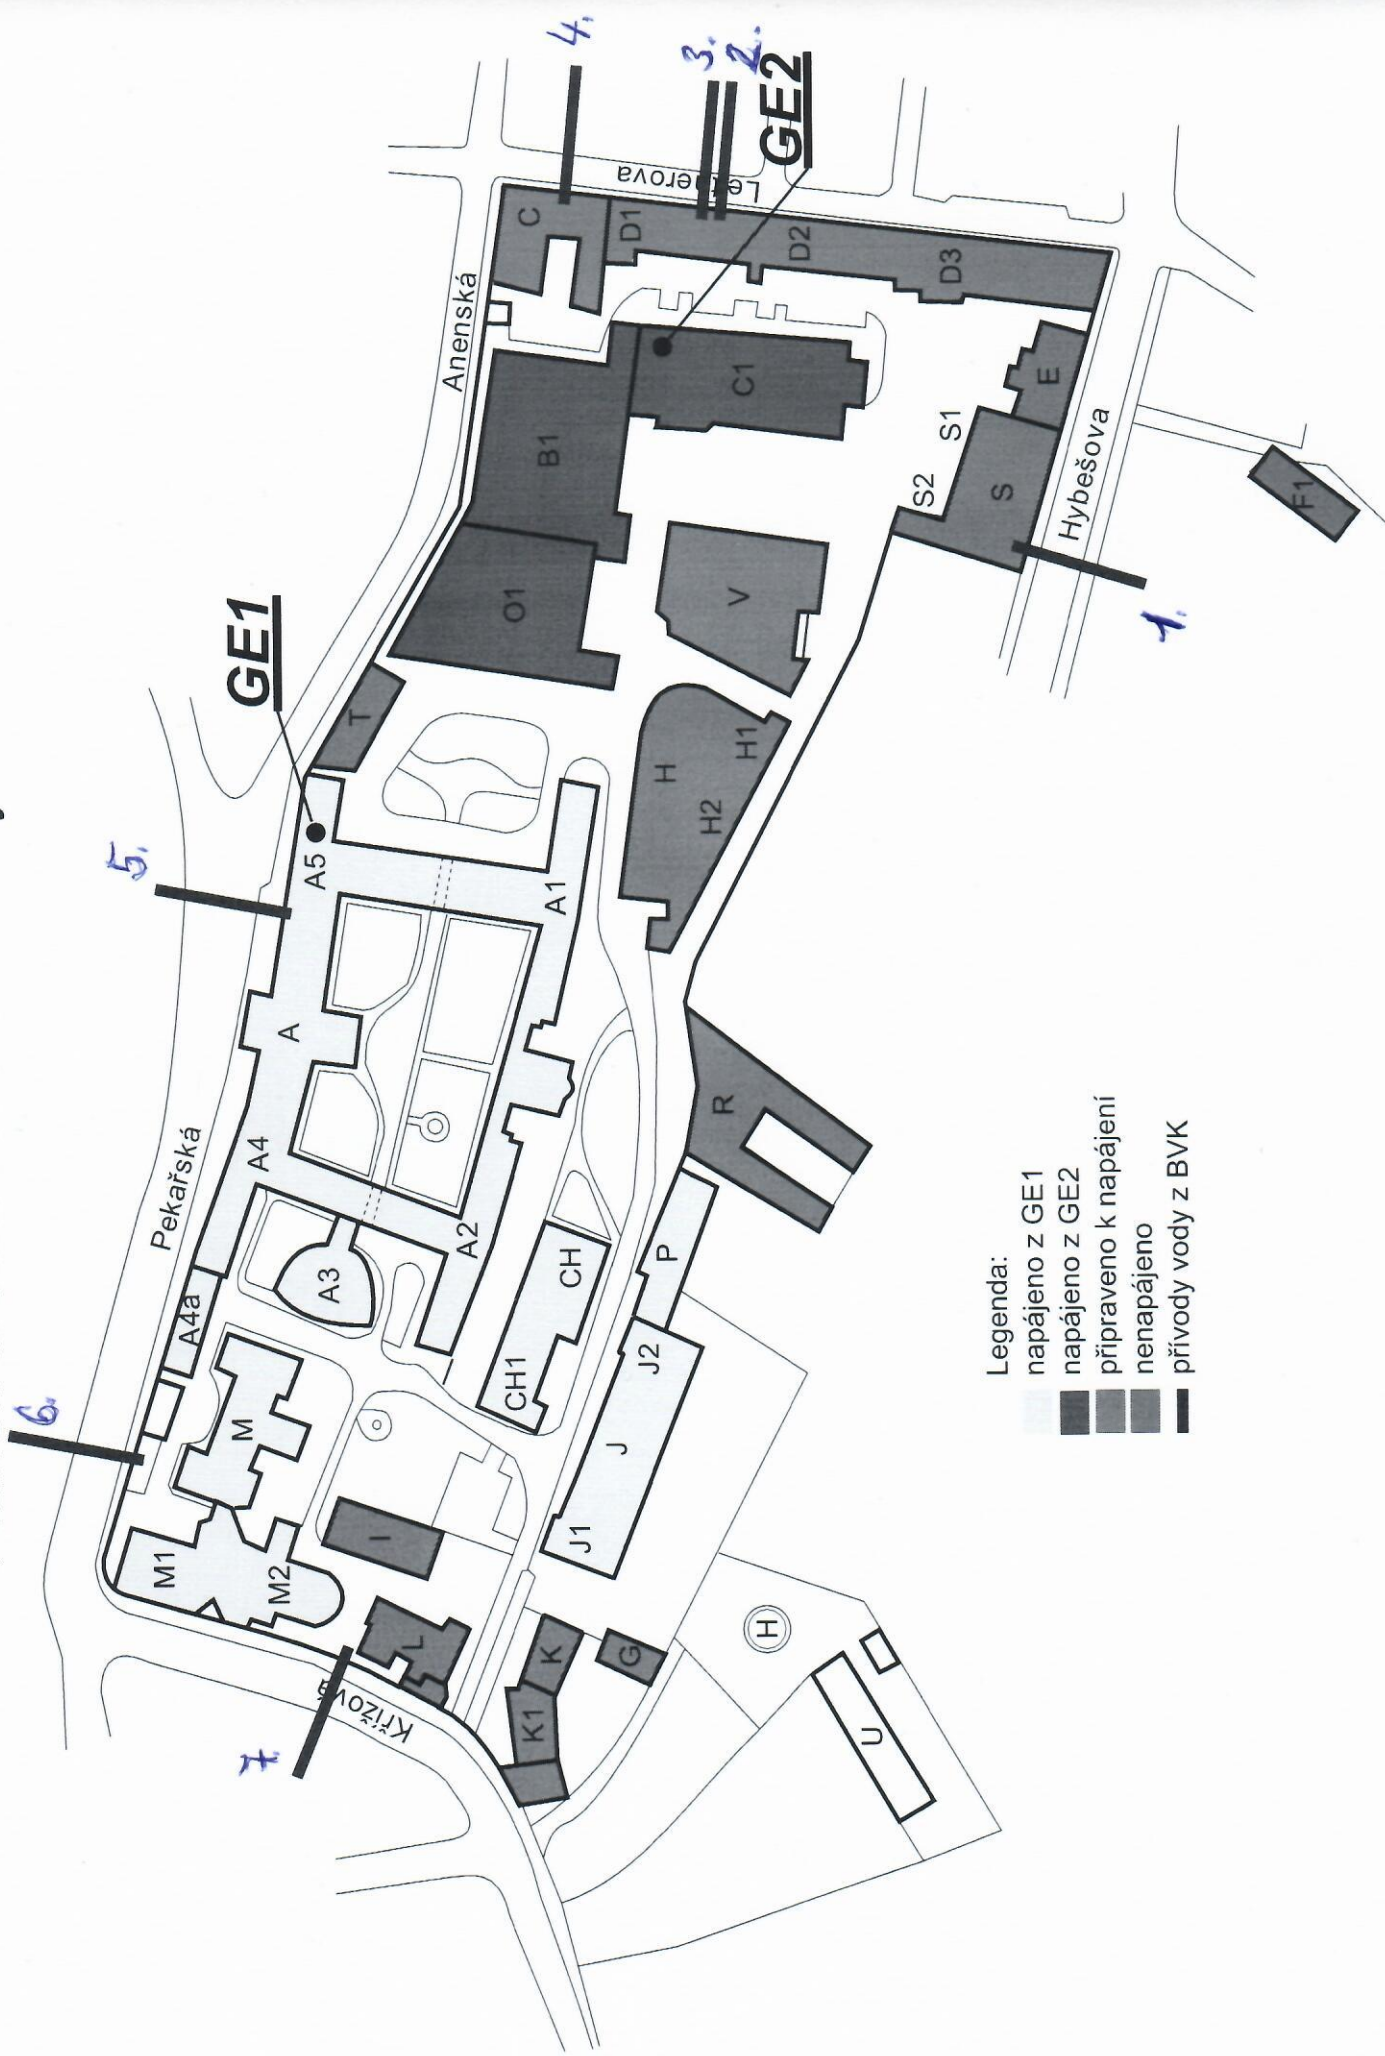 6.
5.
4.
3.
2.
7.
1.
GE1
GE2
Pekařská
Anenská
Křížová
Hybešova
M1
M2
M
A4a
A3
A4
A
A5
A2
A1
T
O1
B1
C
D1
D2
D3
C1
V
H
H1
H2
S2
S1
S
E
F1
I
L
CH1
CH
K1
K
G
J1
J
J2
P
R
H
U
Legenda:
napájeno z GE1
napájeno z GE2
připraveno k napájení
nenapájeno
přívody vody z BVK